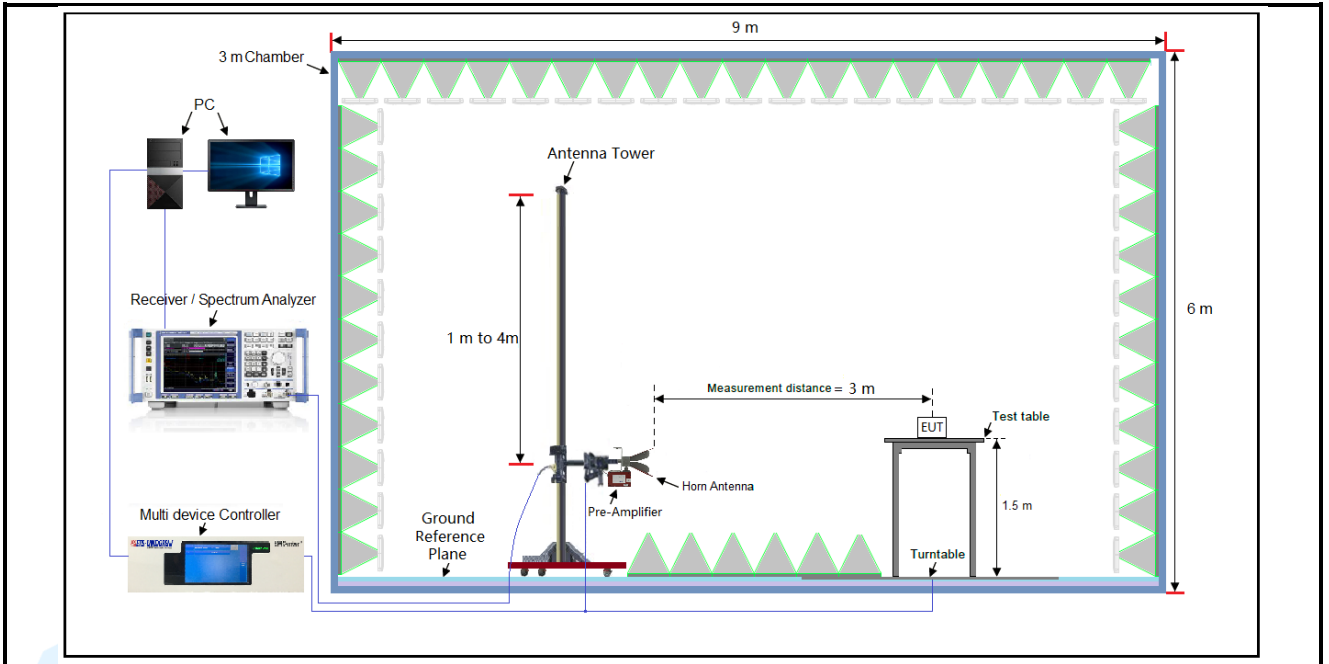 9 m
3 m Chamber
PC
Antenna Tower
Receiver / Spectrum Analyzer
6 m
1 m to 4m
Measurement distance = 3 m
Test table
EUT
Horn Antenna
1.5 m
Pre-Amplifier
Multi device Controller
Ground
Reference
Plane
Turntable